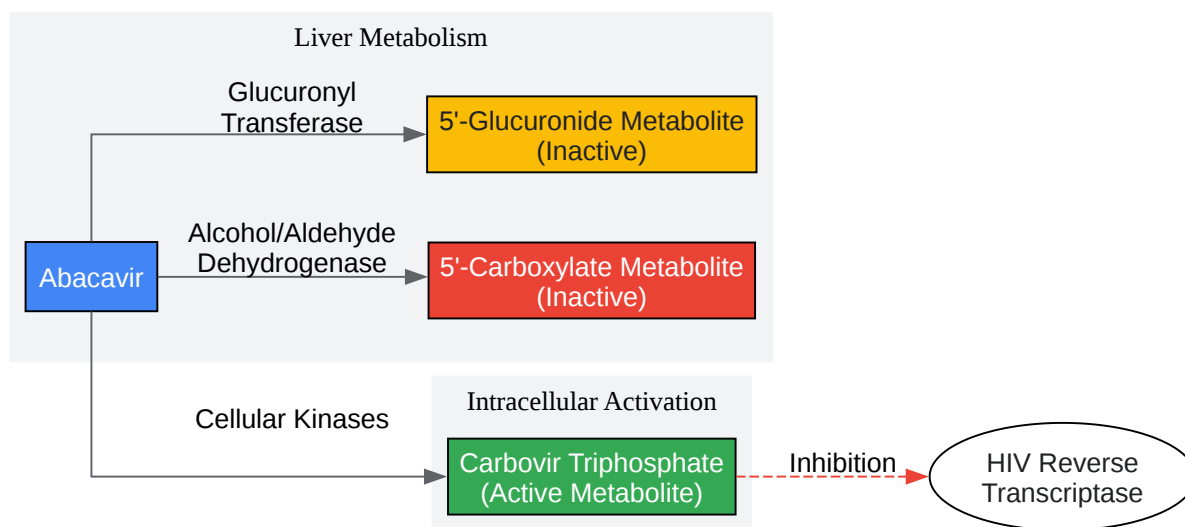 Liver Metabolism
Glucuronyl
Transferase
5'-Glucuronide Metabolite
(Inactive)
Alcohol/Aldehyde
Dehydrogenase
Abacavir
5'-Carboxylate Metabolite
(Inactive)
Intracellular Activation
Cellular Kinases
Carbovir Triphosphate
(Active Metabolite)
Inhibition
HIV Reverse
Transcriptase